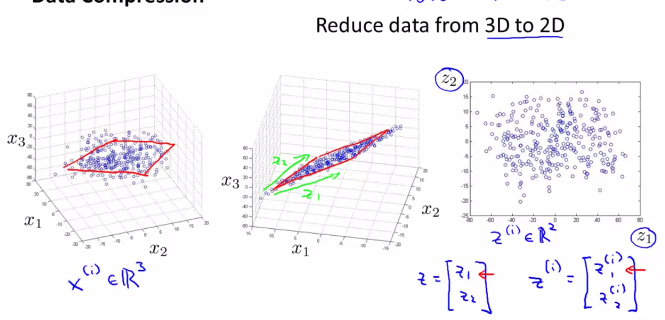 Data Compression
Reduce data from 3D to 2D
x₃
x₁
x₂
x⁽ⁱ⁾ ∈ ℝ³
x₃
x₁
x₂
z₂
z₁
z₂
z₁
z⁽ⁱ⁾ ∈ ℝ²
z = [z₁ z₂]
z⁽ⁱ⁾ = [z₁⁽ⁱ⁾ z₂⁽ⁱ⁾]